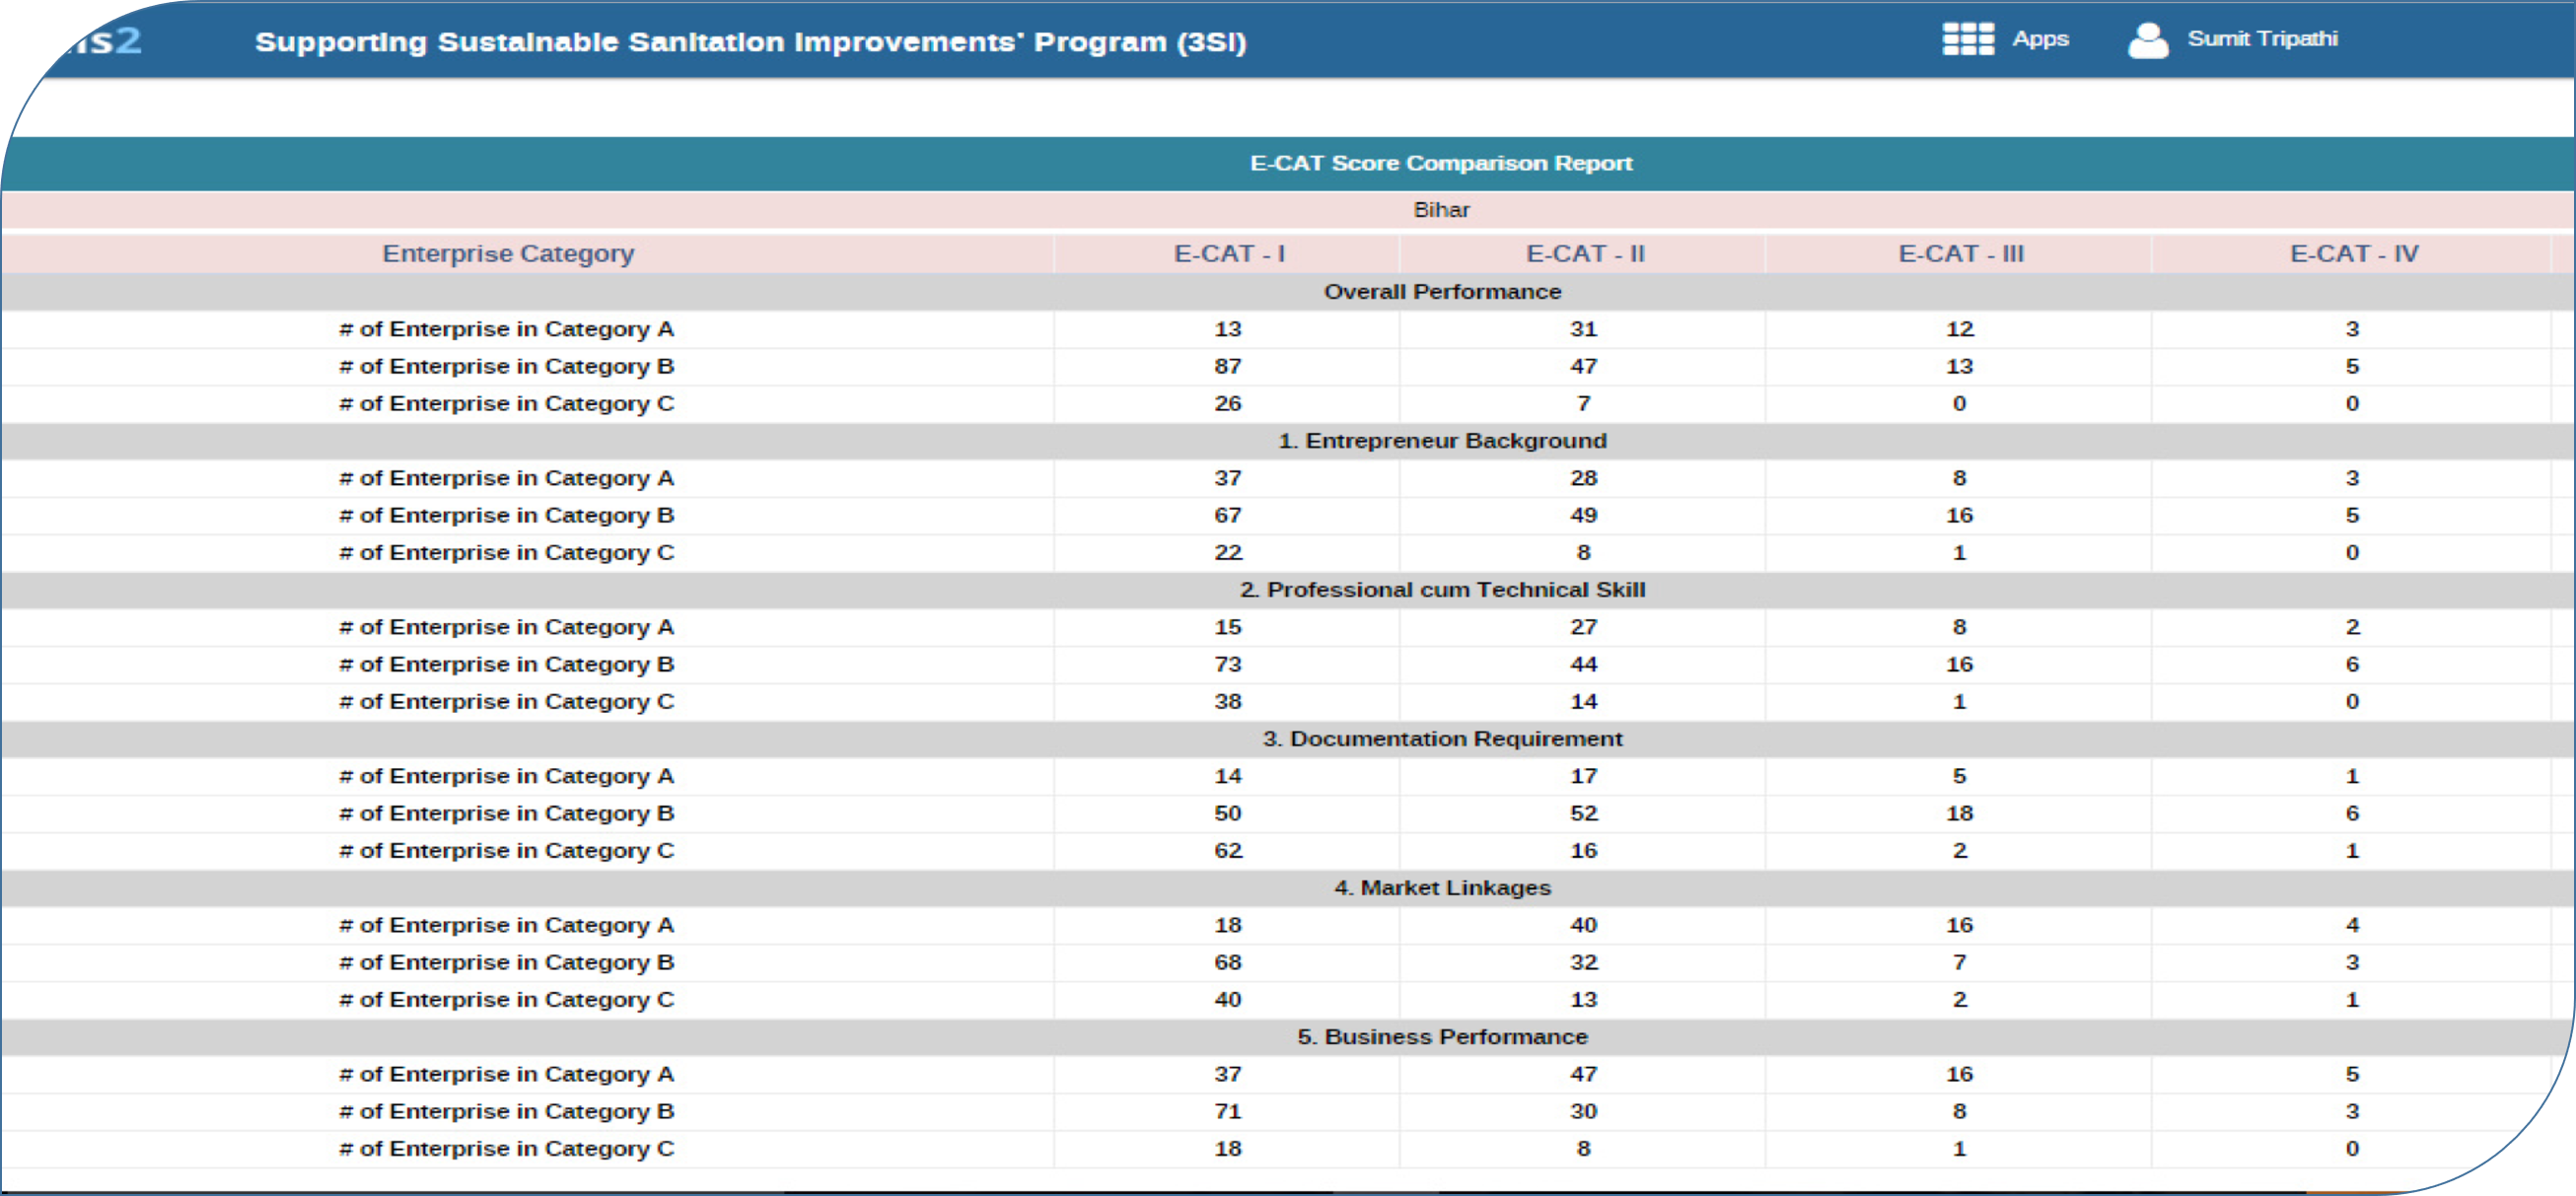 Supporting Sustainable Sanitation Improvements' Program (3SI) Apps Sumit Tripathi
E-CAT Score Comparison Report
Bihar
Enterprise Category E-CAT - I E-CAT - II E-CAT - III E-CAT - IV
Overall Performance
# of Enterprise in Category A 13 31 12 3
# of Enterprise in Category B 87 47 13 5
# of Enterprise in Category C 26 7 0 0
1. Entrepreneur Background
# of Enterprise in Category A 37 28 8 3
# of Enterprise in Category B 67 49 16 5
# of Enterprise in Category C 22 8 1 0
2. Professional cum Technical Skill
# of Enterprise in Category A 15 27 8 2
# of Enterprise in Category B 73 44 16 6
# of Enterprise in Category C 38 14 1 0
3. Documentation Requirement
# of Enterprise in Category A 14 17 5 1
# of Enterprise in Category B 50 52 18 6
# of Enterprise in Category C 62 16 2 1
4. Market Linkages
# of Enterprise in Category A 18 40 16 4
# of Enterprise in Category B 68 32 7 3
# of Enterprise in Category C 40 13 2 1
5. Business Performance
# of Enterprise in Category A 37 47 16 5
# of Enterprise in Category B 71 30 8 3
# of Enterprise in Category C 18 8 1 0